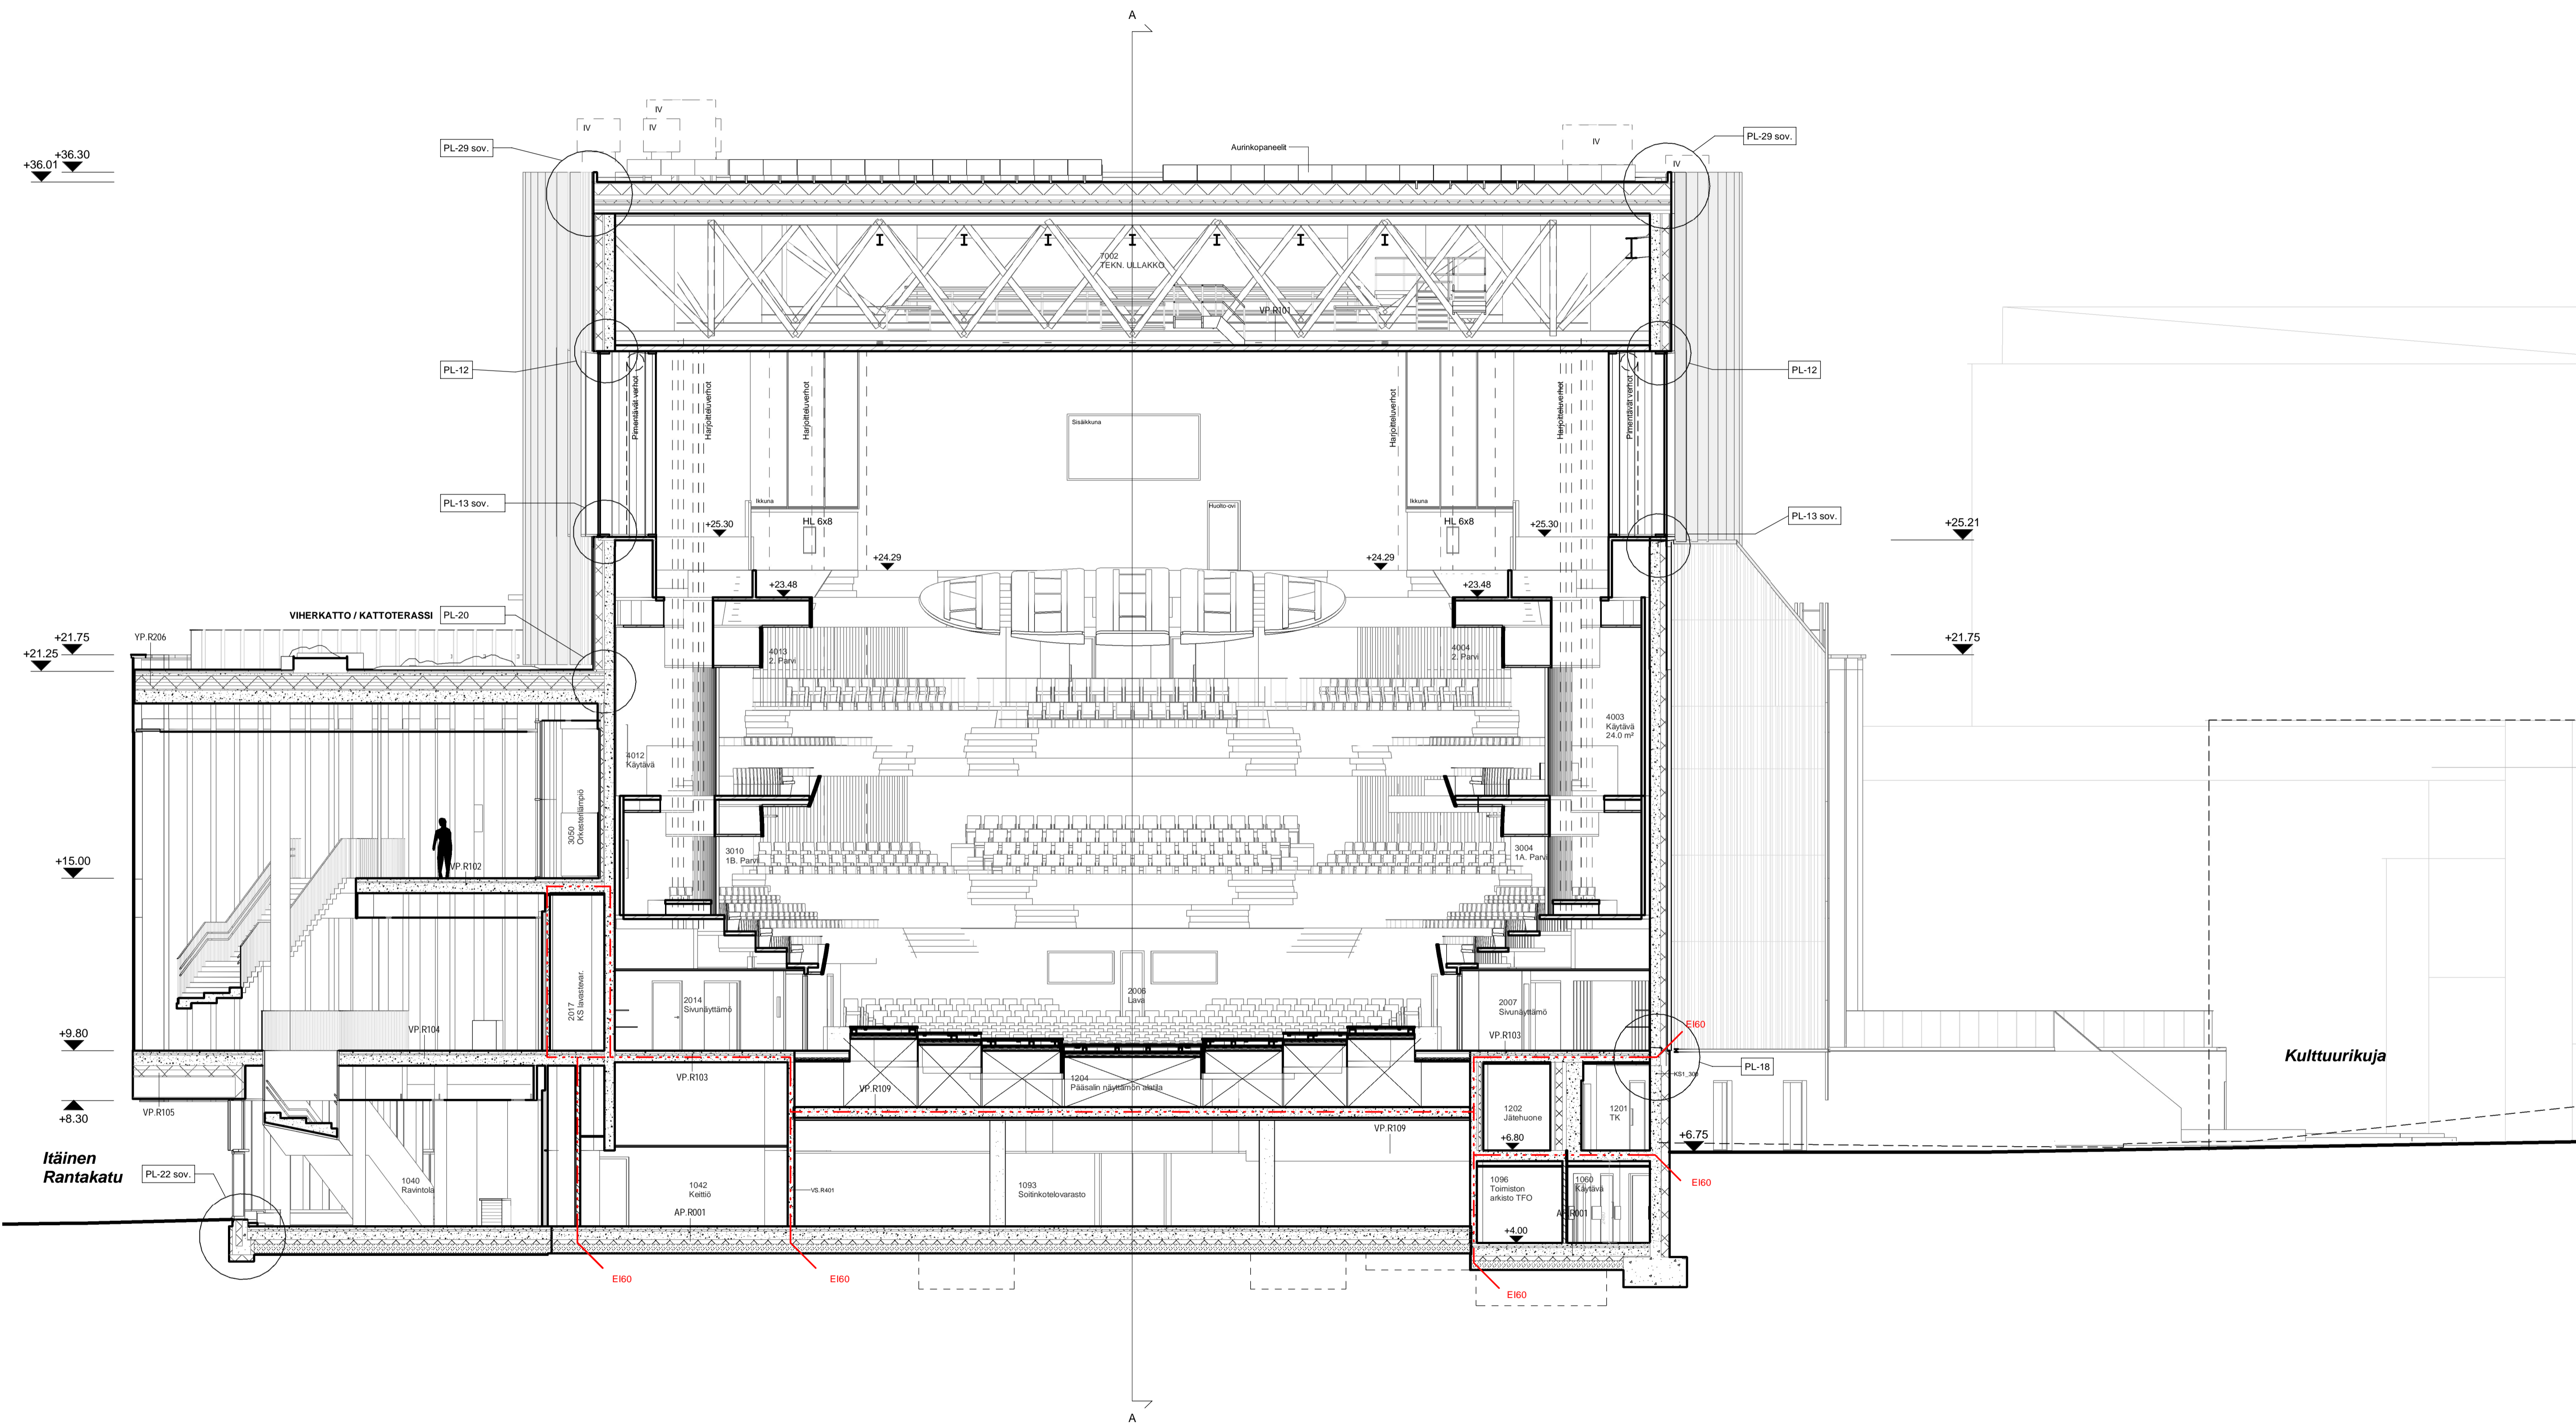 A
IV
IV
IV
IV
IV
PL-29 sov.
PL-29 sov.
Aurinkopaneelit
+36.30
+36.01
7002
TEKN. ULLAKKO
VP.R101
PL-12
PL-12
Pimentävät verhot
Harjoitteluverhot
Harjoitteluverhot
Harjoitteluverhot
Harjoitteluverhot
Pimentävät verhot
Sisäikkuna
Ikkuna
Ikkuna
Huolto-ovi
PL-13 sov.
PL-13 sov.
+25.30
HL 6x8
HL 6x8
+25.30
+25.21
+24.29
+24.29
+23.48
+23.48
VIHERKATTO / KATTOTERASSI
PL-20
+21.75
YP.R206
+21.25
+21.75
4013
2. Parvi
4004
2. Parvi
4003
Käytävä
24.0 m²
4012
Käytävä
3050
Orkesterilämpiö
3010
1B. Parvi
3004
1A. Parvi
+15.00
VP.R102
2017
KS lavastevar.
2014
Sivunäyttämö
2006
Lava
2007
Sivunäyttämö
VP.R103
EI60
+9.80
VP.R104
VP.R103
1204
Pääsalin näyttämön alatila
VP.R109
KS1_309
PL-18
Kulttuurikuja
+8.30
VP.R105
1202
Jätehuone
+6.80
1201
TK
VP.R109
+6.75
Itäinen
Rantakatu
PL-22 sov.
1040
Ravintola
1042
Keittiö
AP.R001
VS.R401
1093
Soitinkotelovarasto
1096
Toimiston
arkisto TFO
1060
Käytävä
AP.R001
+4.00
EI60
EI60
EI60
EI60
A